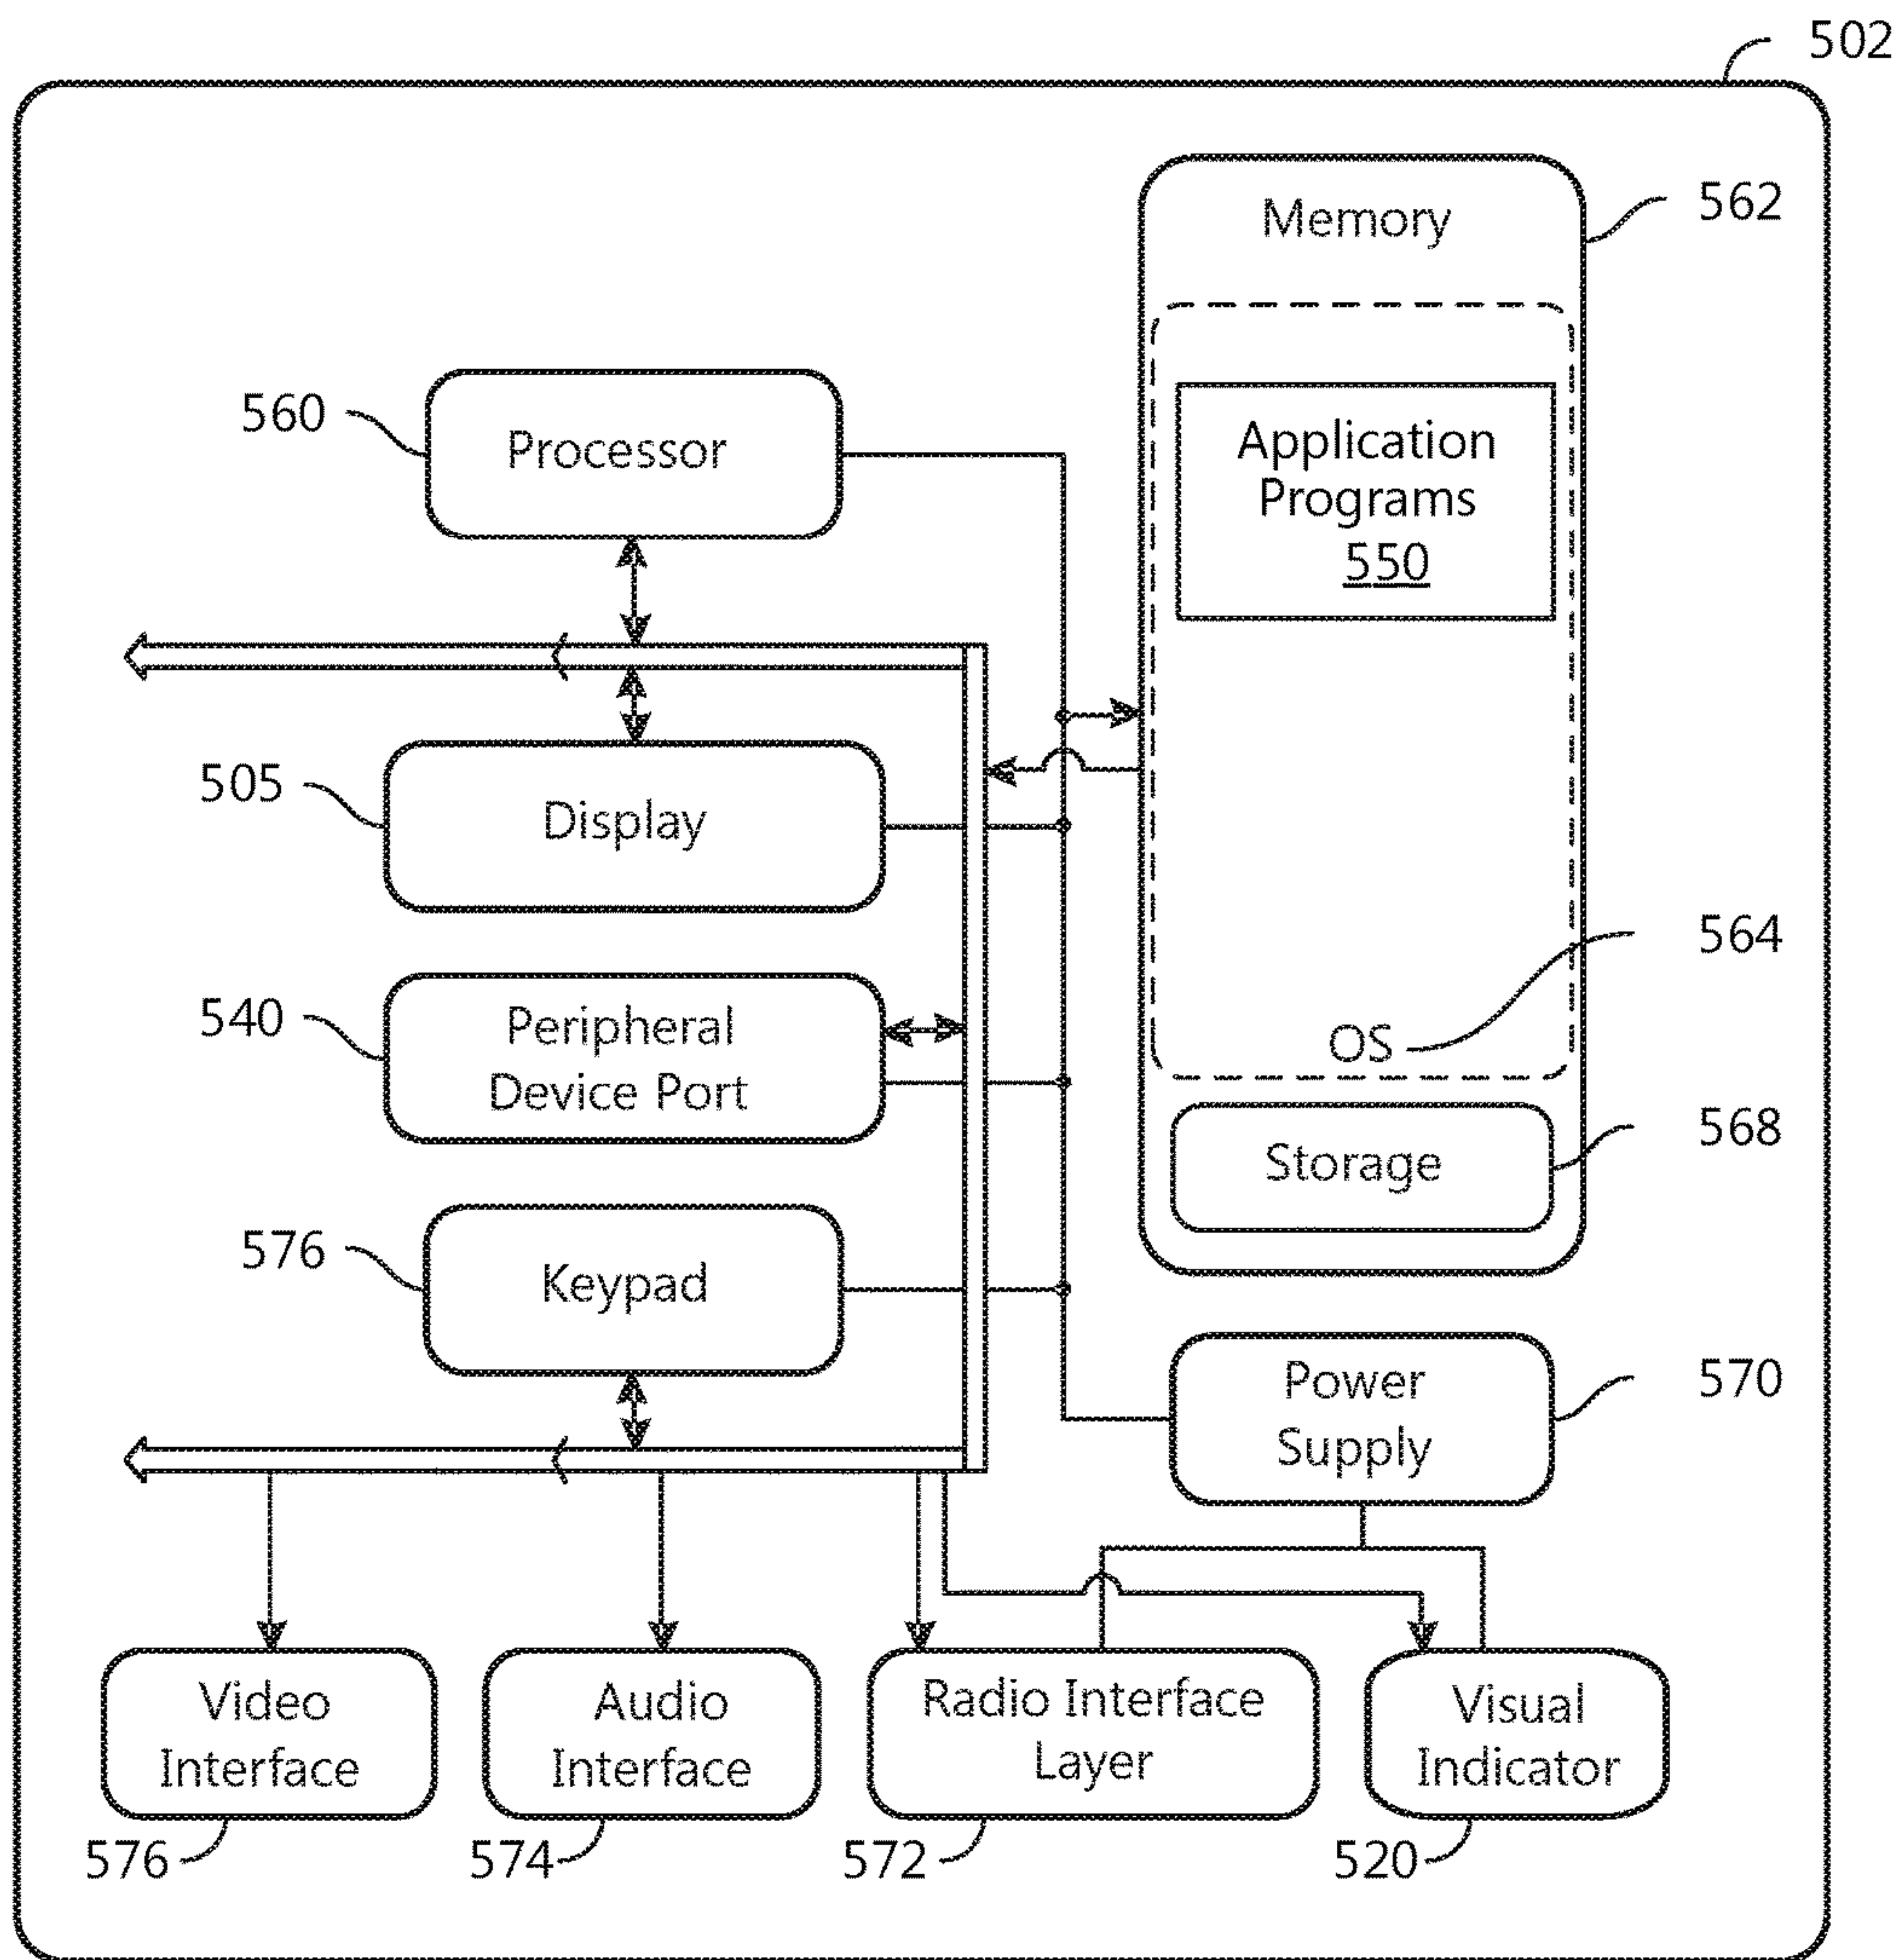 502
Memory
562
560
Processor
Application
Programs
550
505
Display
564
540
Peripheral
Device Port
OS
568
Storage
576
Keypad
570
Power
Supply
Video
Interface
Audio
Interface
Radio Interface
Layer
Visual
Indicator
576
574
572
520